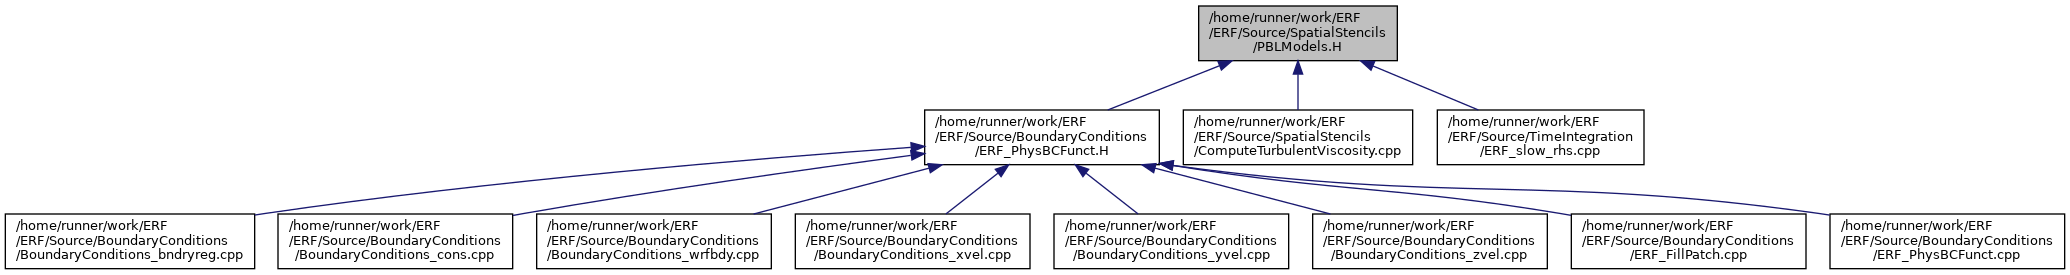 /home/runner/work/ERF
/ERF/Source/SpatialStencils
/PBLModels.H
/home/runner/work/ERF
/ERF/Source/BoundaryConditions
/ERF_PhysBCFunct.H
/home/runner/work/ERF
/ERF/Source/SpatialStencils
/ComputeTurbulentViscosity.cpp
/home/runner/work/ERF
/ERF/Source/TimeIntegration
/ERF_slow_rhs.cpp
/home/runner/work/ERF
/ERF/Source/BoundaryConditions
/BoundaryConditions_bndryreg.cpp
/home/runner/work/ERF
/ERF/Source/BoundaryConditions
/BoundaryConditions_cons.cpp
/home/runner/work/ERF
/ERF/Source/BoundaryConditions
/BoundaryConditions_wrfbdy.cpp
/home/runner/work/ERF
/ERF/Source/BoundaryConditions
/BoundaryConditions_xvel.cpp
/home/runner/work/ERF
/ERF/Source/BoundaryConditions
/BoundaryConditions_yvel.cpp
/home/runner/work/ERF
/ERF/Source/BoundaryConditions
/BoundaryConditions_zvel.cpp
/home/runner/work/ERF
/ERF/Source/BoundaryConditions
/ERF_FillPatch.cpp
/home/runner/work/ERF
/ERF/Source/BoundaryConditions
/ERF_PhysBCFunct.cpp